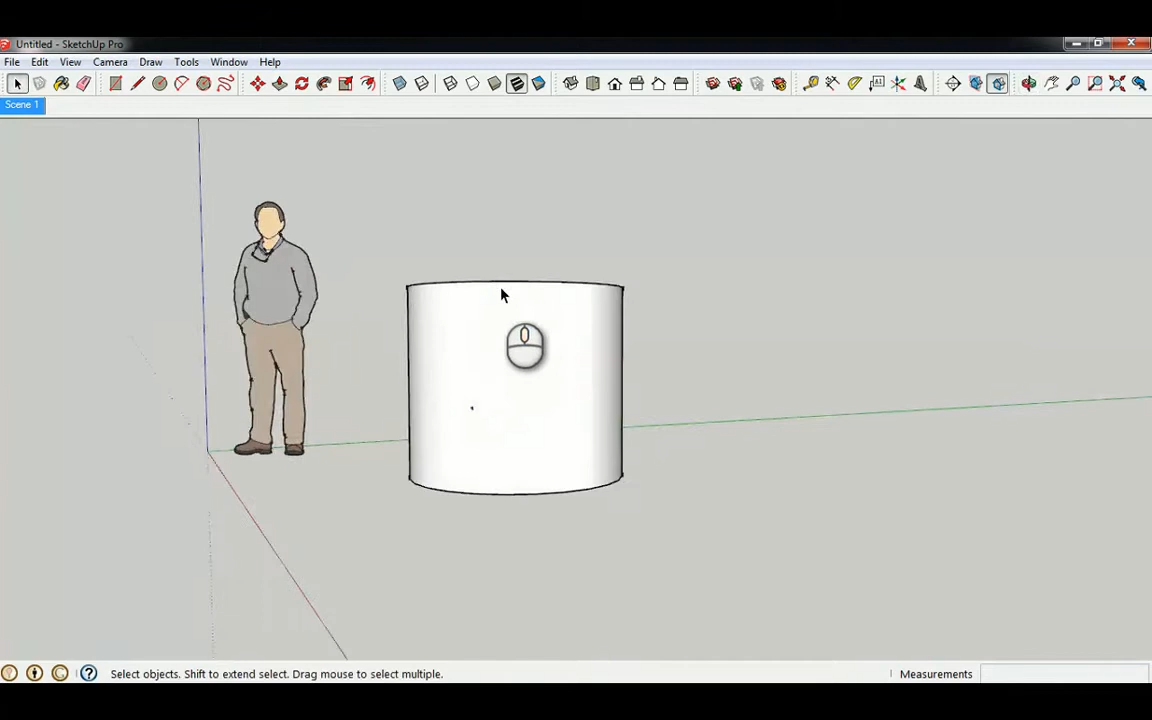 Untitled - SketchUp Pro
File Edit View Camera Draw Tools Window Help
Scene 1
Select objects. Shift to extend select. Drag mouse to select multiple.
Measurements